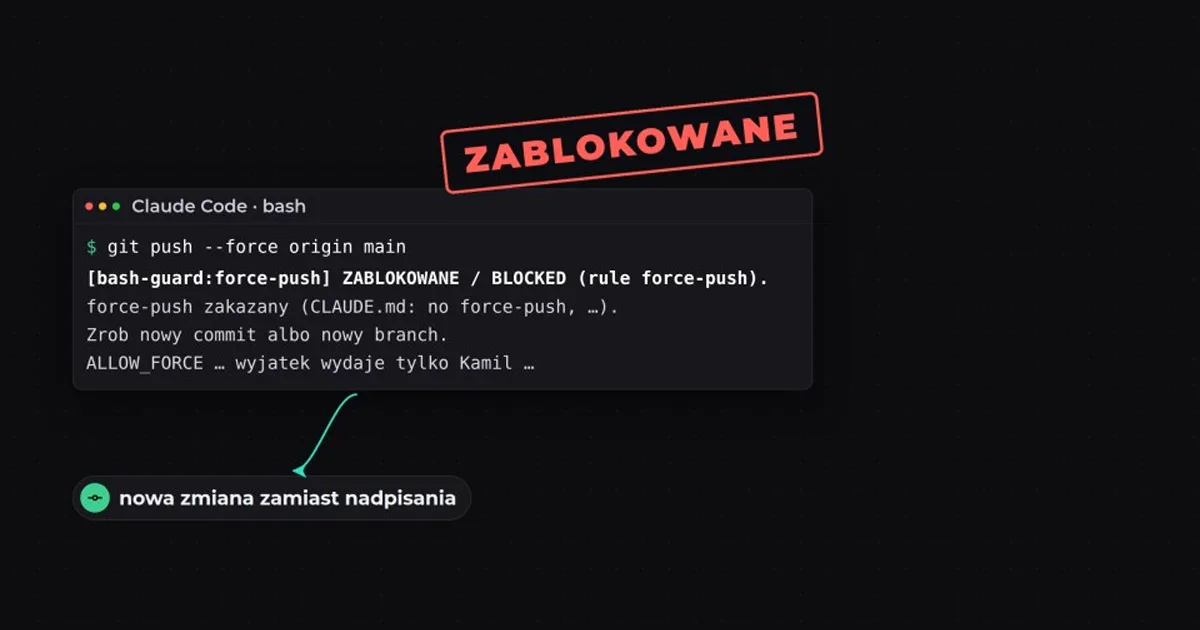 ZABLOKOWANE
Claude Code · bash
$ git push --force origin main
[bash-guard:force-push] ZABLOKOWANE / BLOCKED (rule force-push).
force-push zakazany (CLAUDE.md: no force-push, …).
Zrob nowy commit albo nowy branch.
ALLOW_FORCE … wyjatek wydaje tylko Kamil …
nowa zmiana zamiast nadpisania